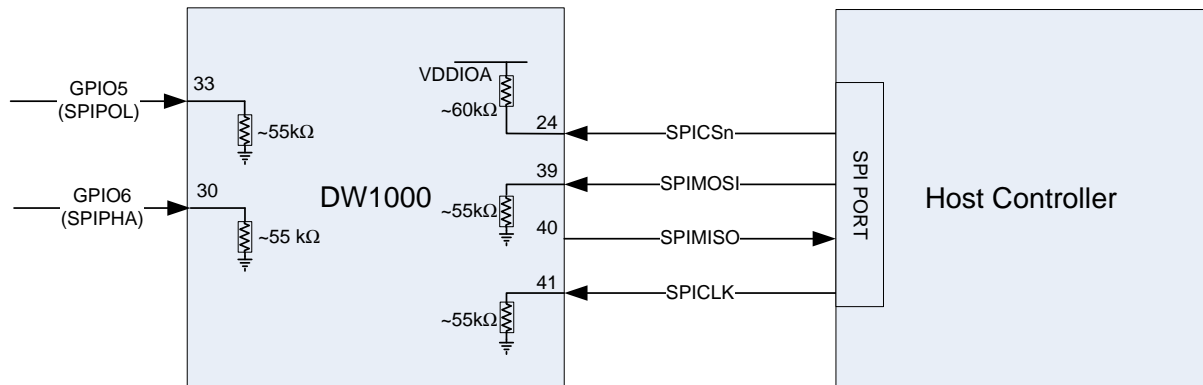 GPIO5
(SPIPOL)
33
~55kΩ
GPIO6
(SPIPHA)
30
~55 kΩ
DW1000
VDDIOA
~60kΩ
24
SPICSn
39
SPIMOSI
~55kΩ
40
SPIMISO
41
SPICLK
~55kΩ
SPI PORT
Host Controller